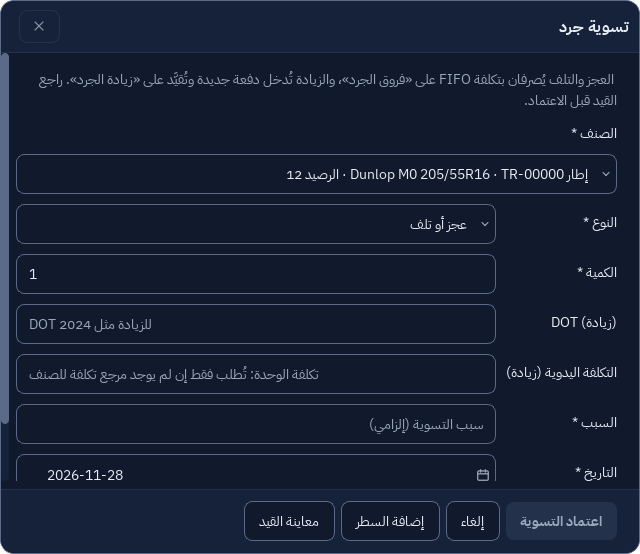 تسوية جرد
العجز والتلف يُصرفان بتكلفة FIFO على «فروق الجرد»، والزيادة تُدخل دفعة جديدة وتُقيَّد على «زيادة الجرد». راجع
القيد قبل الاعتماد.
الصنف *
إطار Dunlop M0 205/55R16 · TR-00000 · الرصيد 12
النوع *
عجز أو تلف
الكمية *
1
DOT (زيادة)
للزيادة مثل DOT 2024
التكلفة اليدوية (زيادة)
تكلفة الوحدة: تُطلب فقط إن لم يوجد مرجع تكلفة للصنف
السبب *
سبب التسوية (إلزامي)
التاريخ *
2026-11-28
اعتماد التسوية
إلغاء
إضافة السطر
معاينة القيد